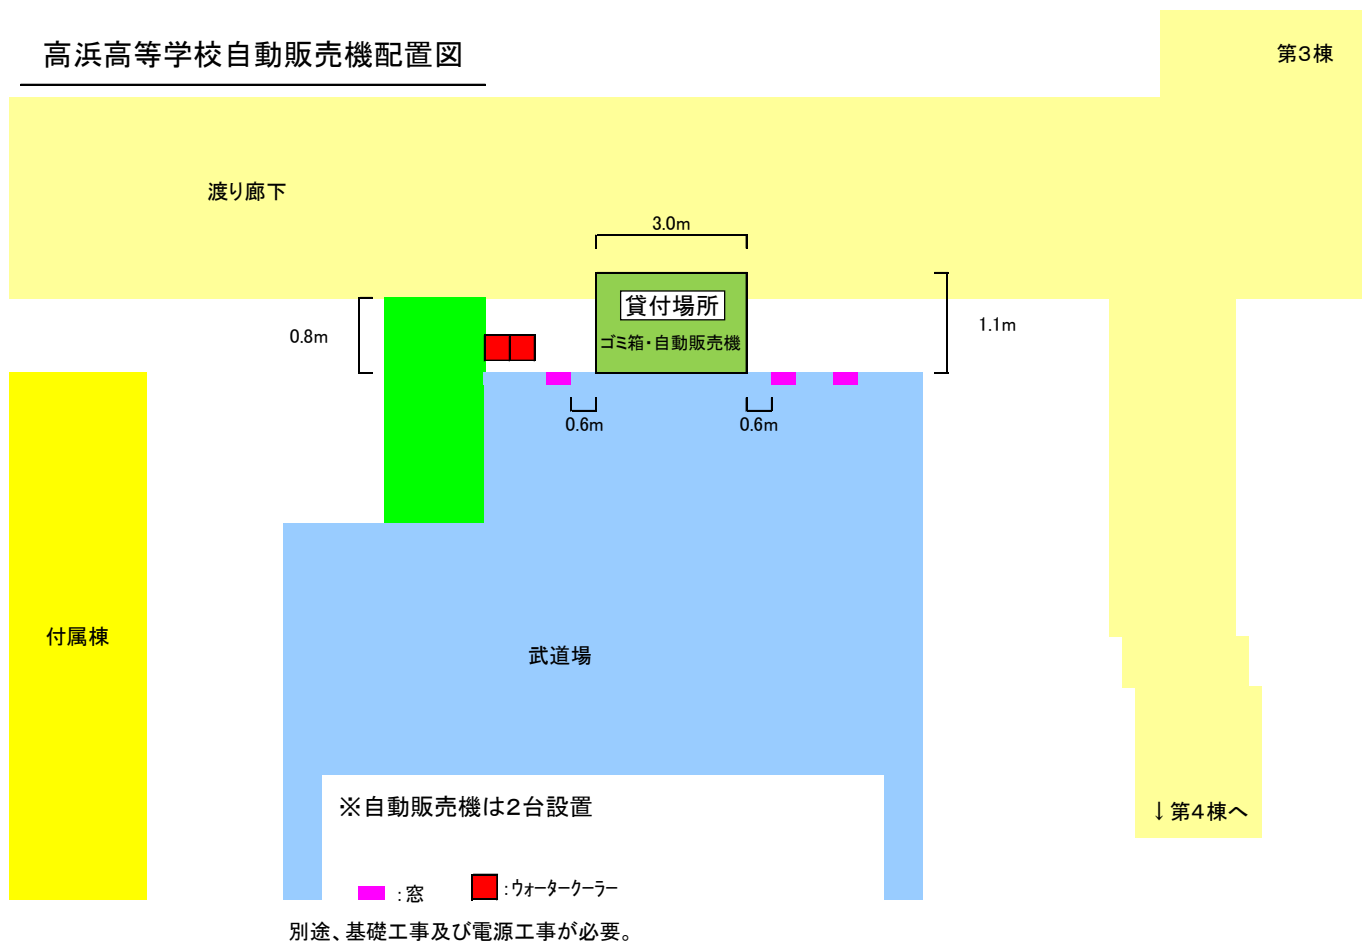 高浜高等学校自動販売機配置図
第3棟
渡り廊下
3.0m
貸付場所
ゴミ箱・自動販売機
0.8m
1.1m
0.6m
0.6m
付属棟
武道場
※自動販売機は2台設置
↓第4棟へ
：窓
：ウォータークーラー
別途、基礎工事及び電源工事が必要。